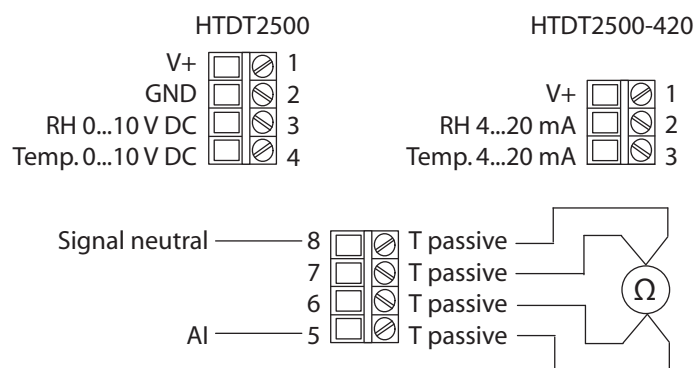 HTDT2500 HTDT2500-420
V+ 1
GND 2
RH 0...10 V DC 3
Temp. 0...10 V DC 4
V+ 1
RH 4...20 mA 2
Temp. 4...20 mA 3
Signal neutral 8 T passive
7 T passive
6 T passive
AI 5 T passive
Ω